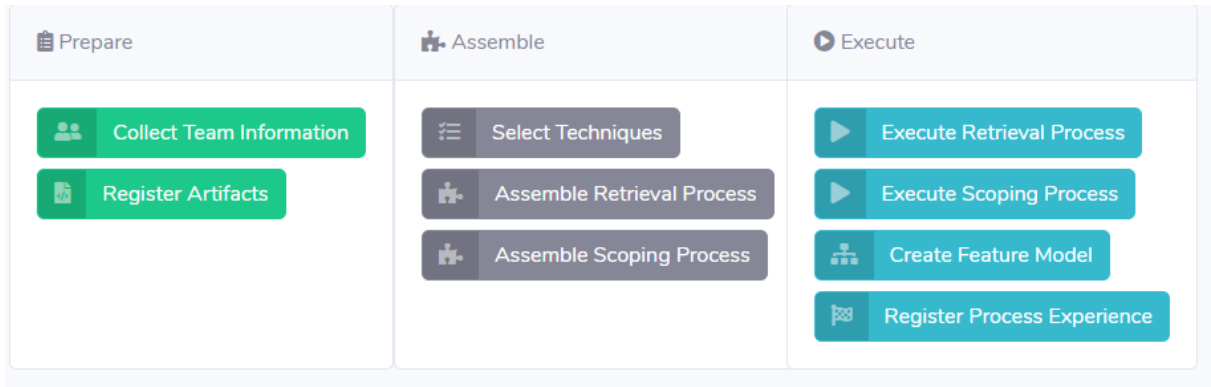 Prepare
Collect Team Information
Register Artifacts
Assemble
Select Techniques
Assemble Retrieval Process
Assemble Scoping Process
Execute
Execute Retrieval Process
Execute Scoping Process
Create Feature Model
Register Process Experience